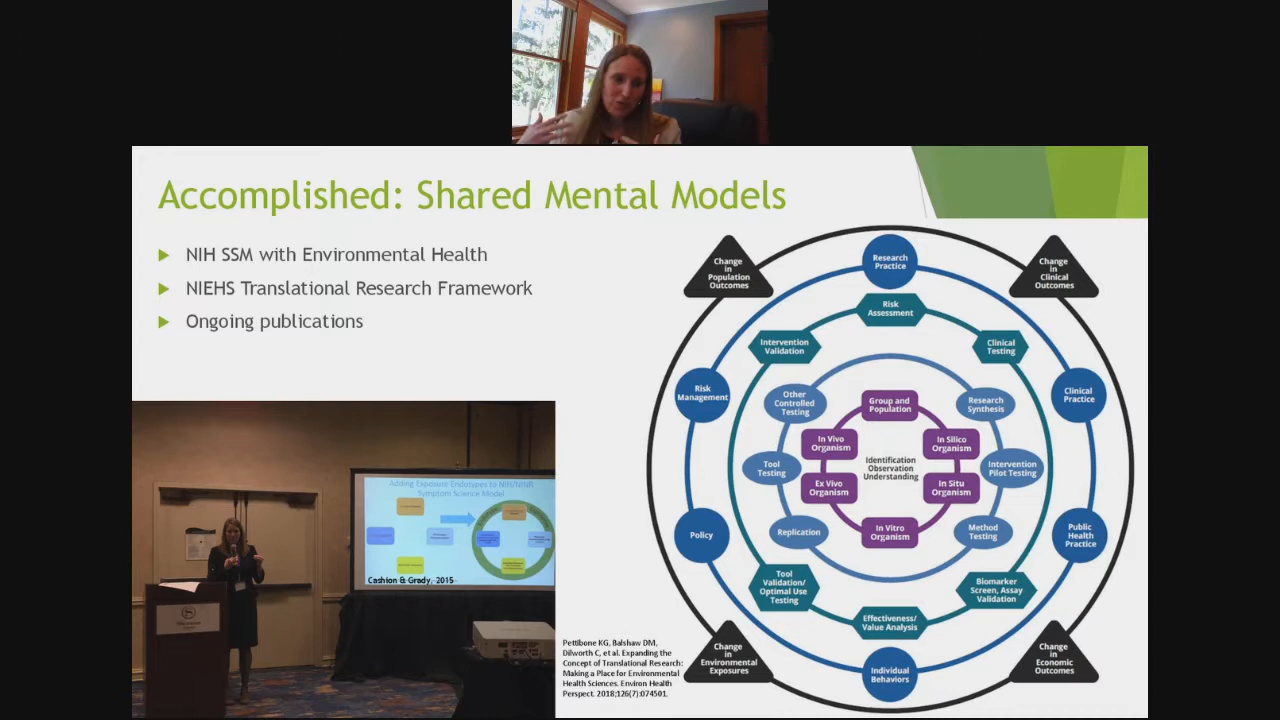 Accomplished: Shared Mental Models
NIH SSM with Environmental Health
NIEHS Translational Research Framework
Ongoing publications
Change
in
Population
Outcomes
Research
Practice
Change
in
Clinical
Outcomes
Risk
Assessment
Intervention
Validation
Clinical
Testing
Risk
Management
Other
Controlled
Testing
Group and
Population
Research
Synthesis
Clinical
Practice
In Vivo
Organism
In Silico
Organism
Identification
Observation
Understanding
Tool
Testing
Intervention
Pilot Testing
Ex Vivo
Organism
In Situ
Organism
Policy
Replication
In Vitro
Organism
Method
Testing
Public
Health
Practice
Tool
Validation/
Optimal Use
Testing
Biomarker
Screen, Assay
Validation
Effectiveness/
Value Analysis
Change
in
Environmental
Exposures
Individual
Behaviors
Change
in
Economic
Outcomes
Adding Exposure Endotypes to NIH/NINR
Symptom Science Model
Cashion & Grady, 2015
Pettibone KG, Balshaw DM,
Dilworth C, et al. Expanding the
Concept of Translational Research:
Making a Place for Environmental
Health Sciences. Environ Health
Perspect. 2018;126(7):074501.